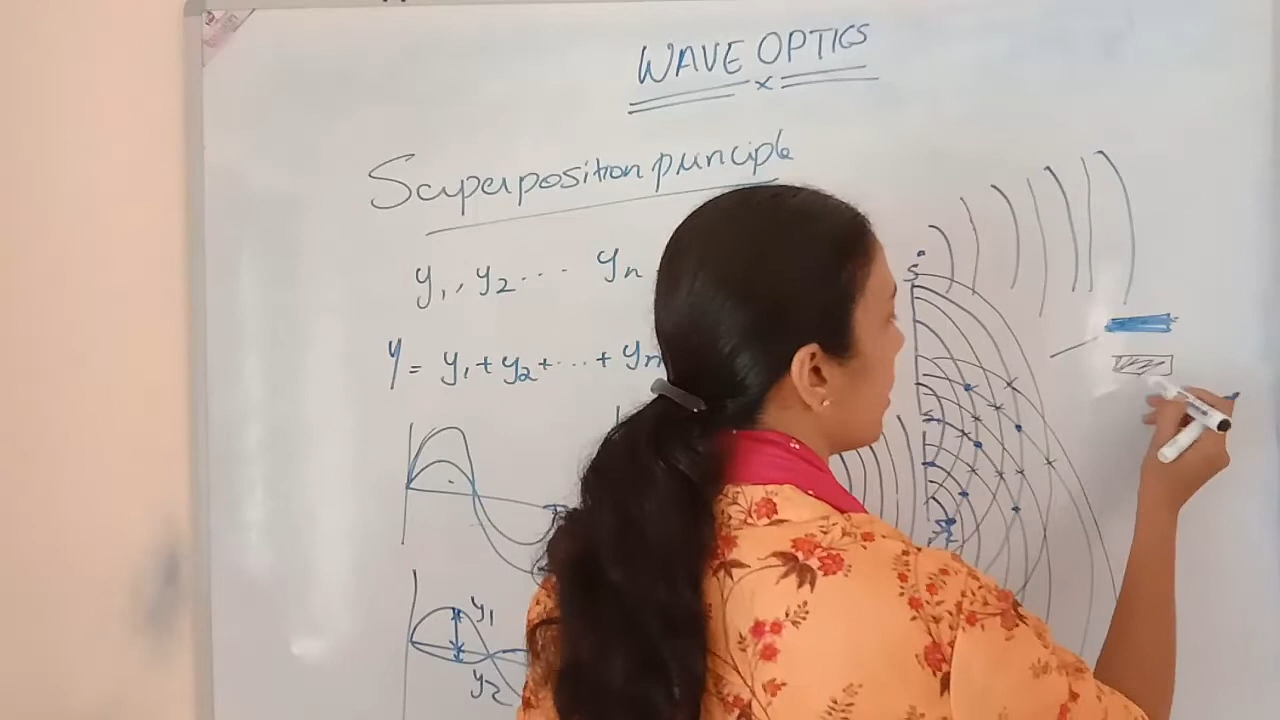 WAVE OPTICS
x
Superposition principle
y₁, y₂ ... yₙ
y = y₁ + y₂ + ... + yₙ
S
y₁
y₂